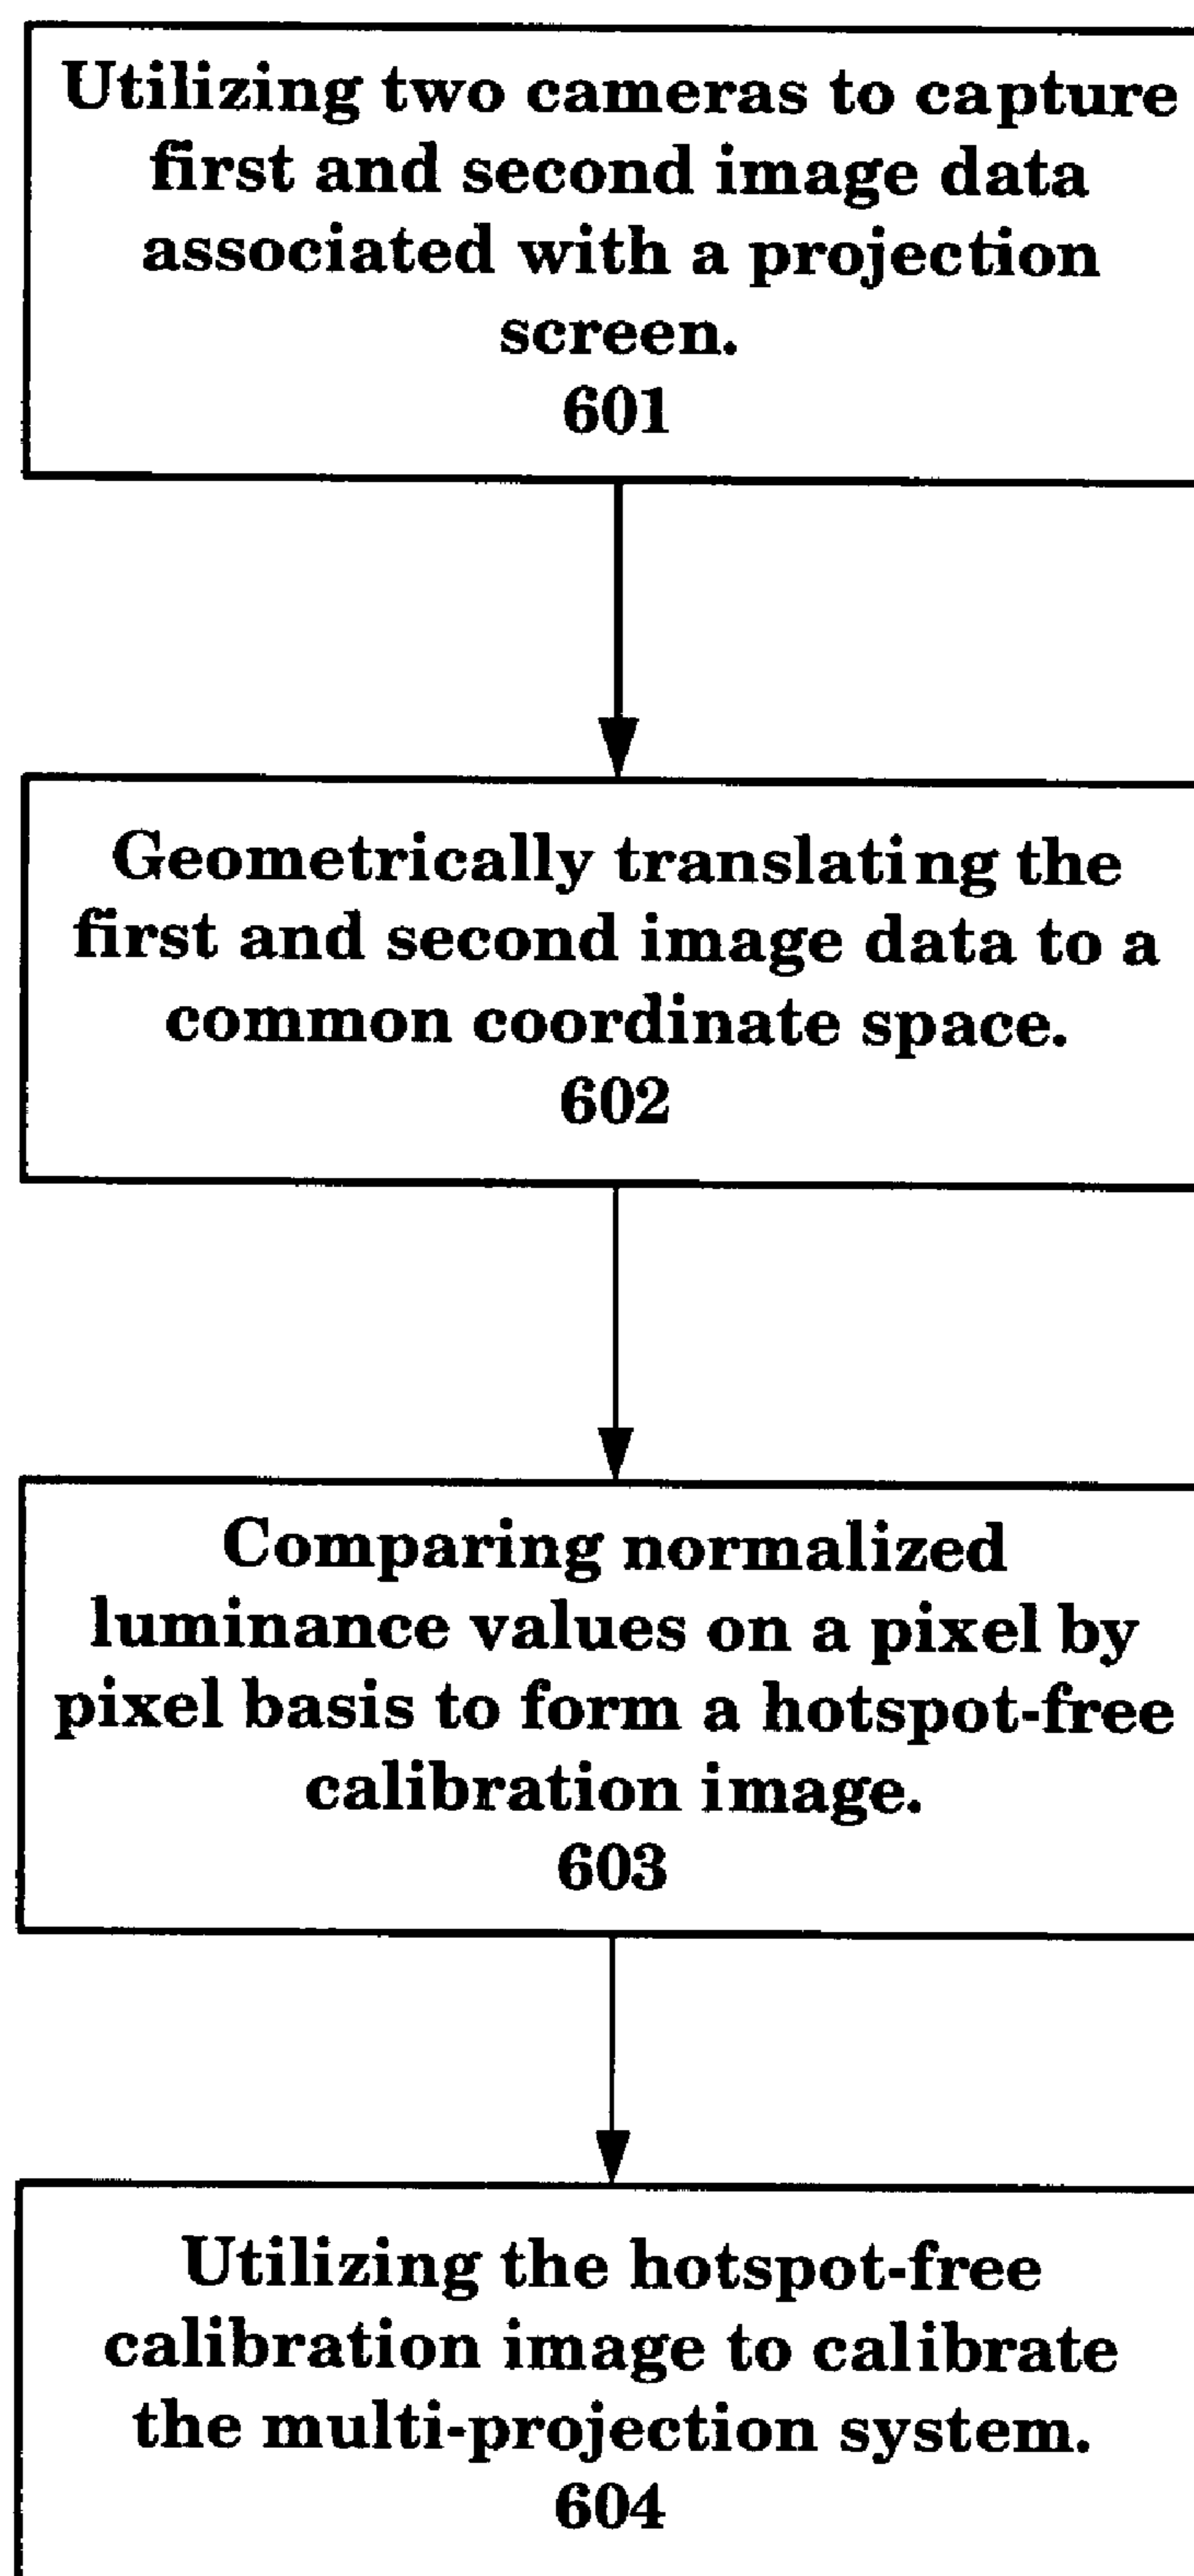 Utilizing two cameras to capture
first and second image data
associated with a projection
screen.
601
Geometrically translating the
first and second image data to a
common coordinate space.
602
Comparing normalized
luminance values on a pixel by
pixel basis to form a hotspot-free
calibration image.
603
Utilizing the hotspot-free
calibration image to calibrate
the multi-projection system.
604